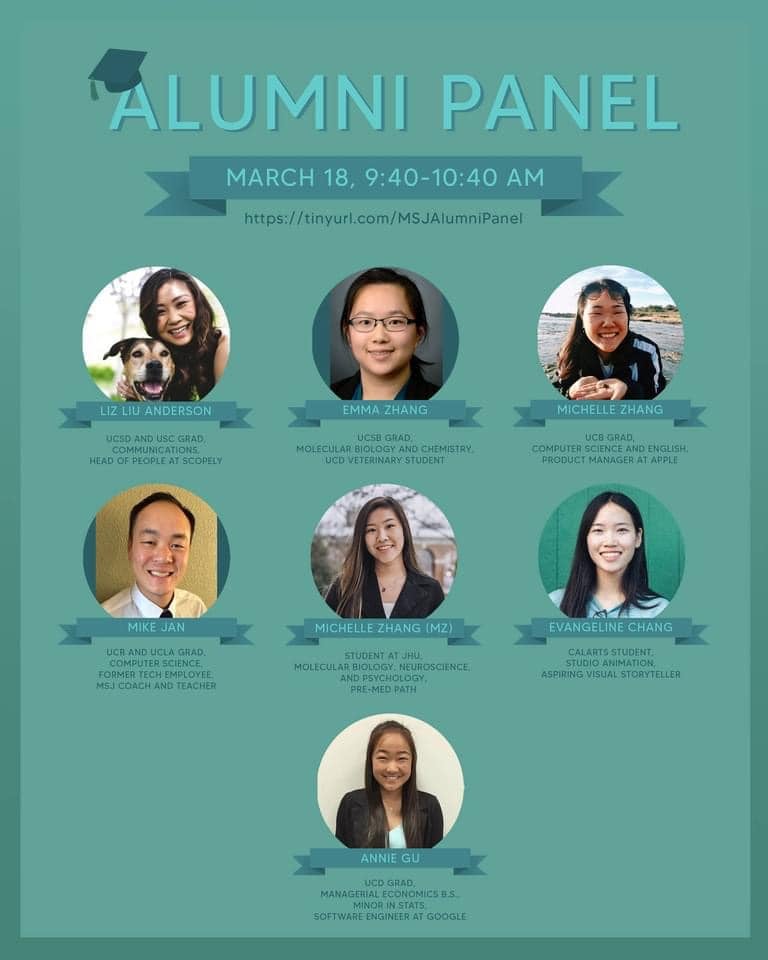 ALUMNI PANEL
MARCH 18, 9:40-10:40 AM
https://tinyurl.com/MSJAlumniPanel
LIZ LIU ANDERSON
UCSD AND USC GRAD,
COMMUNICATIONS,
HEAD OF PEOPLE AT SCOPELY
EMMA ZHANG
UCSB GRAD,
MOLECULAR BIOLOGY AND CHEMISTRY,
UCD VETERINARY STUDENT
MICHELLE ZHANG
UCB GRAD,
COMPUTER SCIENCE AND ENGLISH,
PRODUCT MANAGER AT APPLE
MIKE JAN
UCR AND UCLA GRAD,
COMPUTER SCIENCE,
FORMER TECH EMPLOYEE,
MSJ COACH AND TEACHER
MICHELLE ZHANG (MZ)
STUDENT AT JHU,
MOLECULAR BIOLOGY, NEUROSCIENCE,
AND PSYCHOLOGY,
PRE-MED PATH
EVANGELINE CHANG
CALARTS STUDENT,
STUDIO ANIMATION,
ASPIRING VISUAL STORYTELLER
ANNIE GU
UCD GRAD,
MANAGERIAL ECONOMICS B.S.,
MINOR IN STATS,
SOFTWARE ENGINEER AT GOOGLE